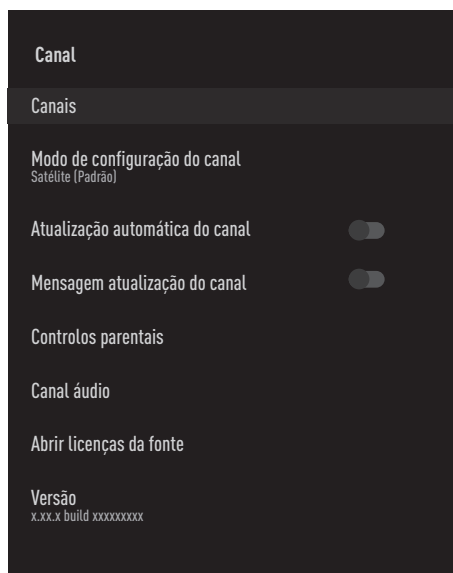 Canal
Canais
Modo de configuração do canal
Satélite (Padrão)
Atualização automática do canal
Mensagem atualização do canal
Controlos parentais
Canal áudio
Abrir licenças da fonte
Versão
x.xx.x build xxxxxxxxx